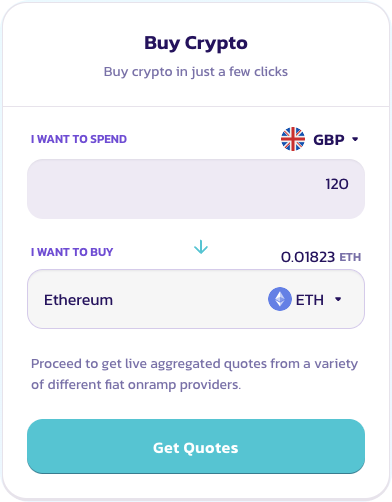 Buy Crypto
Buy crypto in just a few clicks
I WANT TO SPEND
GBP
120
I WANT TO BUY
0.01823 ETH
Ethereum
ETH
Proceed to get live aggregated quotes from a variety
of different fiat onramp providers.
Get Quotes